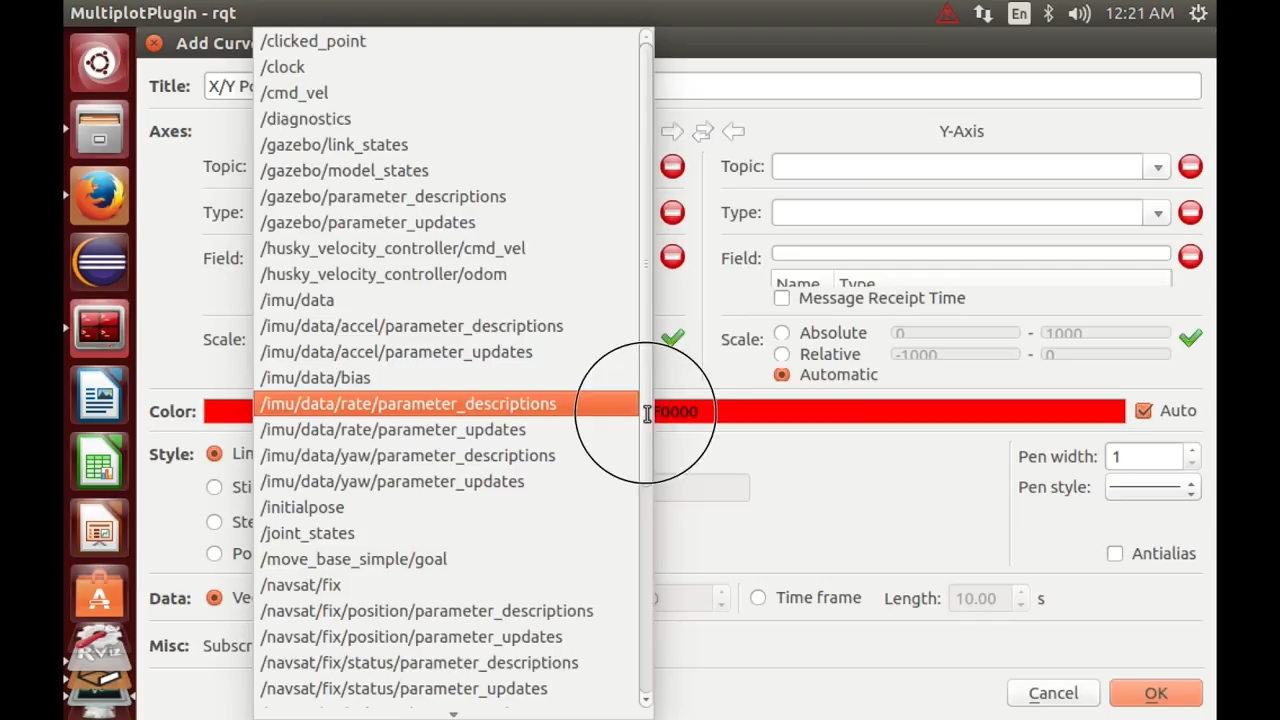 MultiplotPlugin - rqt
En
12:21 AM
Add Curv
Title:
X/Y Po
Axes:
Topic:
Type:
Field:
Scale:
/clicked_point
/clock
/cmd_vel
/diagnostics
/gazebo/link_states
/gazebo/model_states
/gazebo/parameter_descriptions
/gazebo/parameter_updates
/husky_velocity_controller/cmd_vel
/husky_velocity_controller/odom
/imu/data
/imu/data/accel/parameter_descriptions
/imu/data/accel/parameter_updates
/imu/data/bias
/imu/data/rate/parameter_descriptions
/imu/data/rate/parameter_updates
/imu/data/yaw/parameter_descriptions
/imu/data/yaw/parameter_updates
/initialpose
/joint_states
/move_base_simple/goal
/navsat/fix
/navsat/fix/position/parameter_descriptions
/navsat/fix/position/parameter_updates
/navsat/fix/status/parameter_descriptions
/navsat/fix/status/parameter_updates
Y-Axis
Topic:
Type:
Field:
Name Type
Message Receipt Time
Scale:
Absolute 0 - 1000
Relative -1000 - 0
Automatic
Color:
F0000
Auto
Style:
Lin
Sti
Ste
Po
Pen width: 1
Pen style:
Antialias
Data:
Ve
0
Time frame
Length: 10.00 s
Misc:
Subscr
Cancel
OK
RViz